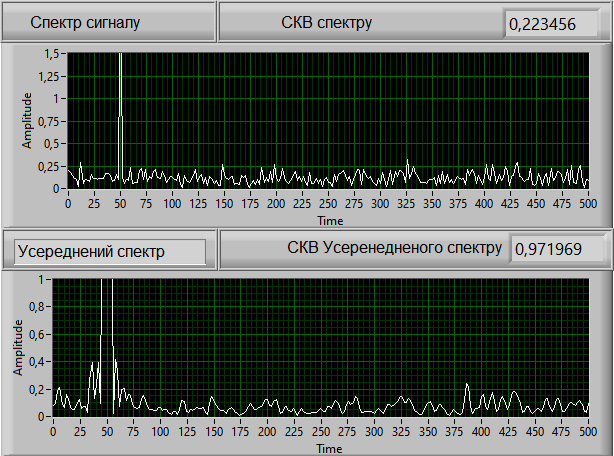 Спектр сигналу СКВ спектру 0,223456
1,5
1,25
1
0,75
0,5
0,25
0
Amplitude
0 25 50 75 100 125 150 175 200 225 250 275 300 325 350 375 400 425 450 475 500
Time
Усереднений спектр СКВ Усеренедненого спектру 0,971969
1
0,8
0,6
0,4
0,2
0
Amplitude
0 25 50 75 100 125 150 175 200 225 250 275 300 325 350 375 400 425 450 475 500
Time